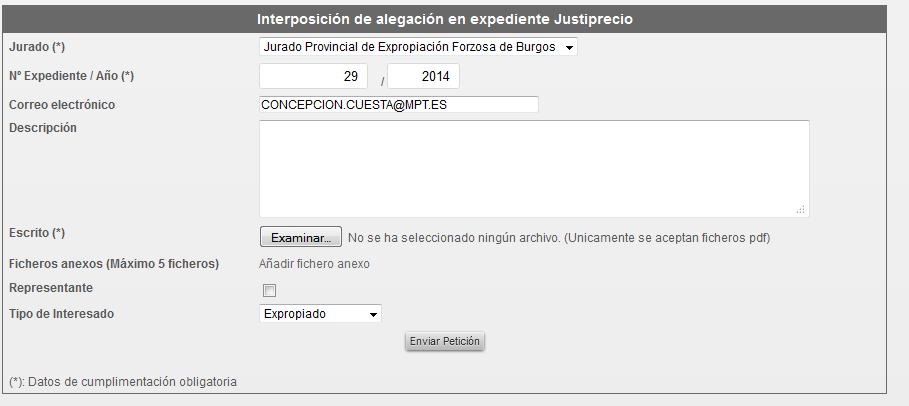 Interposición de alegación en expediente Justiprecio
Jurado (*) Jurado Provincial de Expropiación Forzosa de Burgos
Nº Expediente / Año (*) 29 / 2014
Correo electrónico CONCEPCION.CUESTA@MPT.ES
Descripción
Escrito (*) Examinar... No se ha seleccionado ningún archivo. (Unicamente se aceptan ficheros pdf)
Ficheros anexos (Máximo 5 ficheros) Añadir fichero anexo
Representante
Tipo de Interesado Expropiado
Enviar Petición
(*): Datos de cumplimentación obligatoria